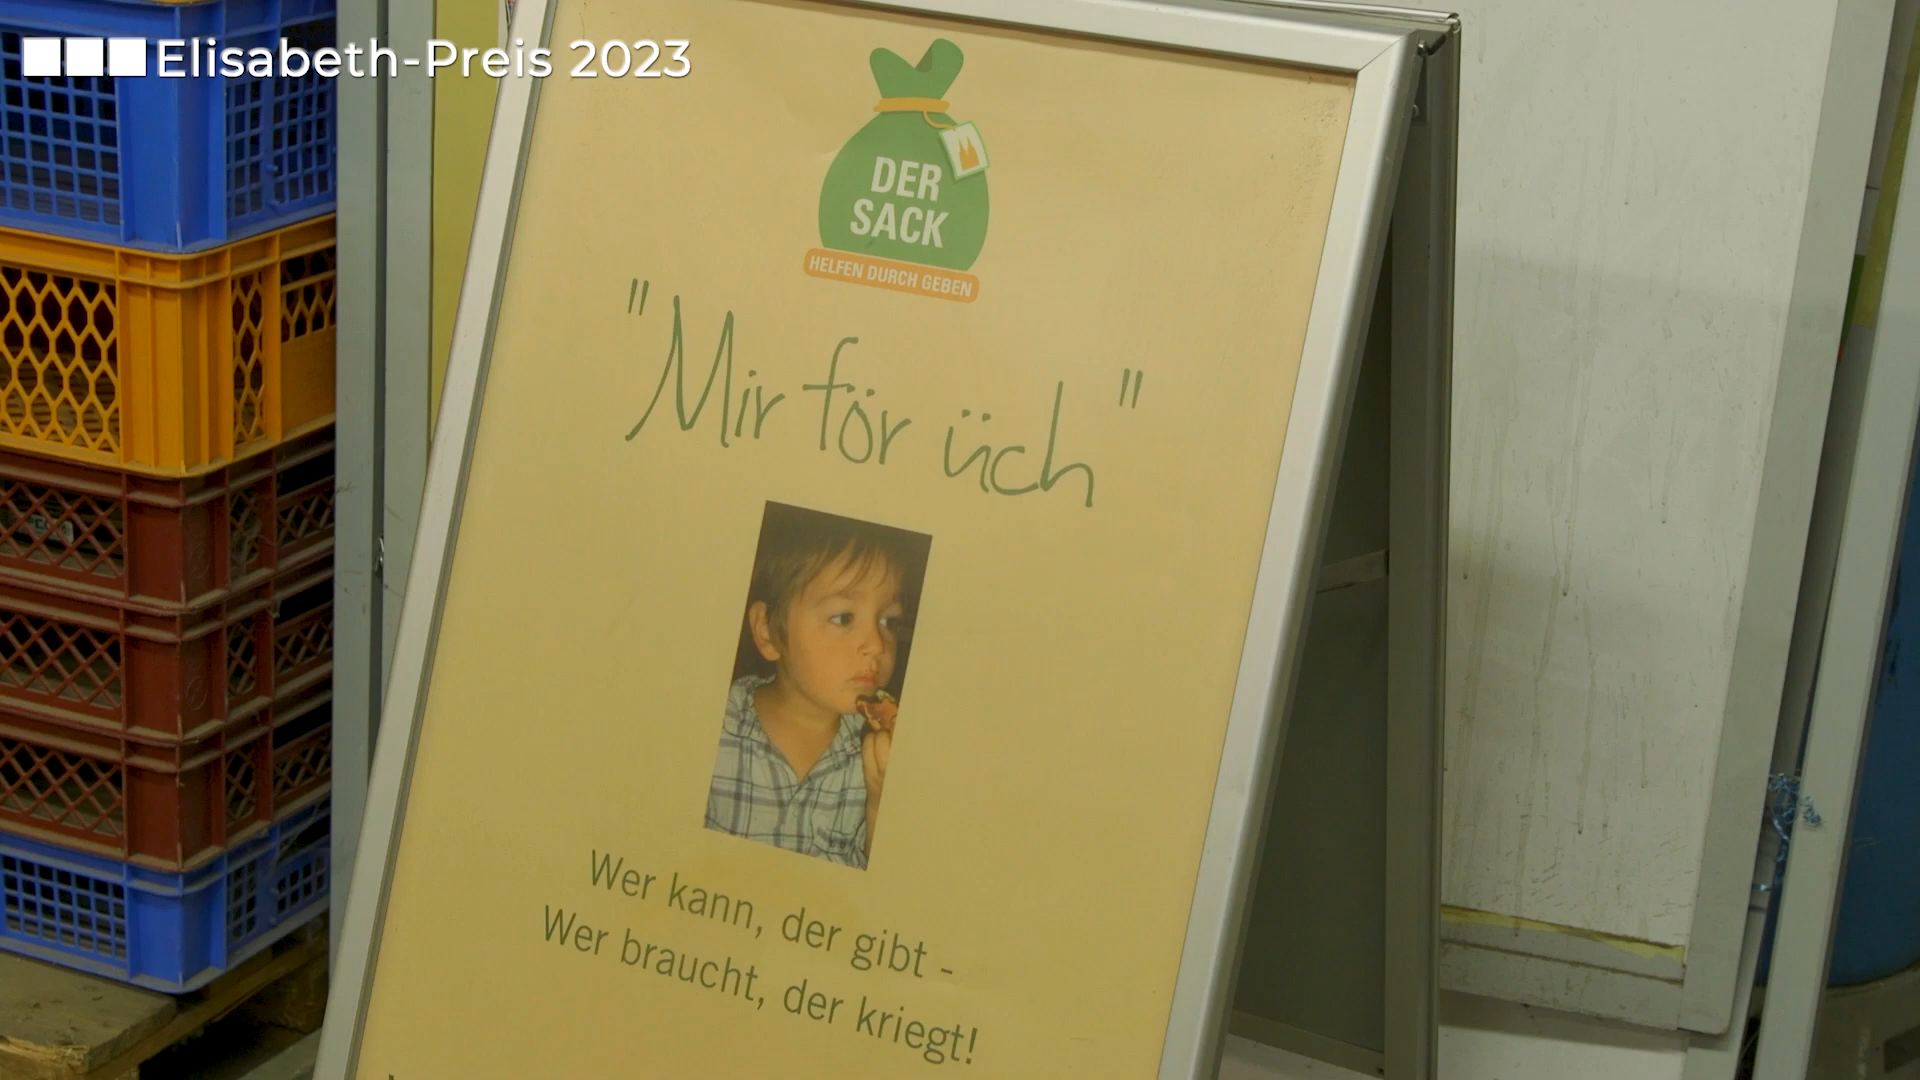 Elisabeth-Preis 2023
DER
SACK
HELFEN DURCH GEBEN
"Mir för üch"
Wer kann, der gibt -
Wer braucht, der kriegt!